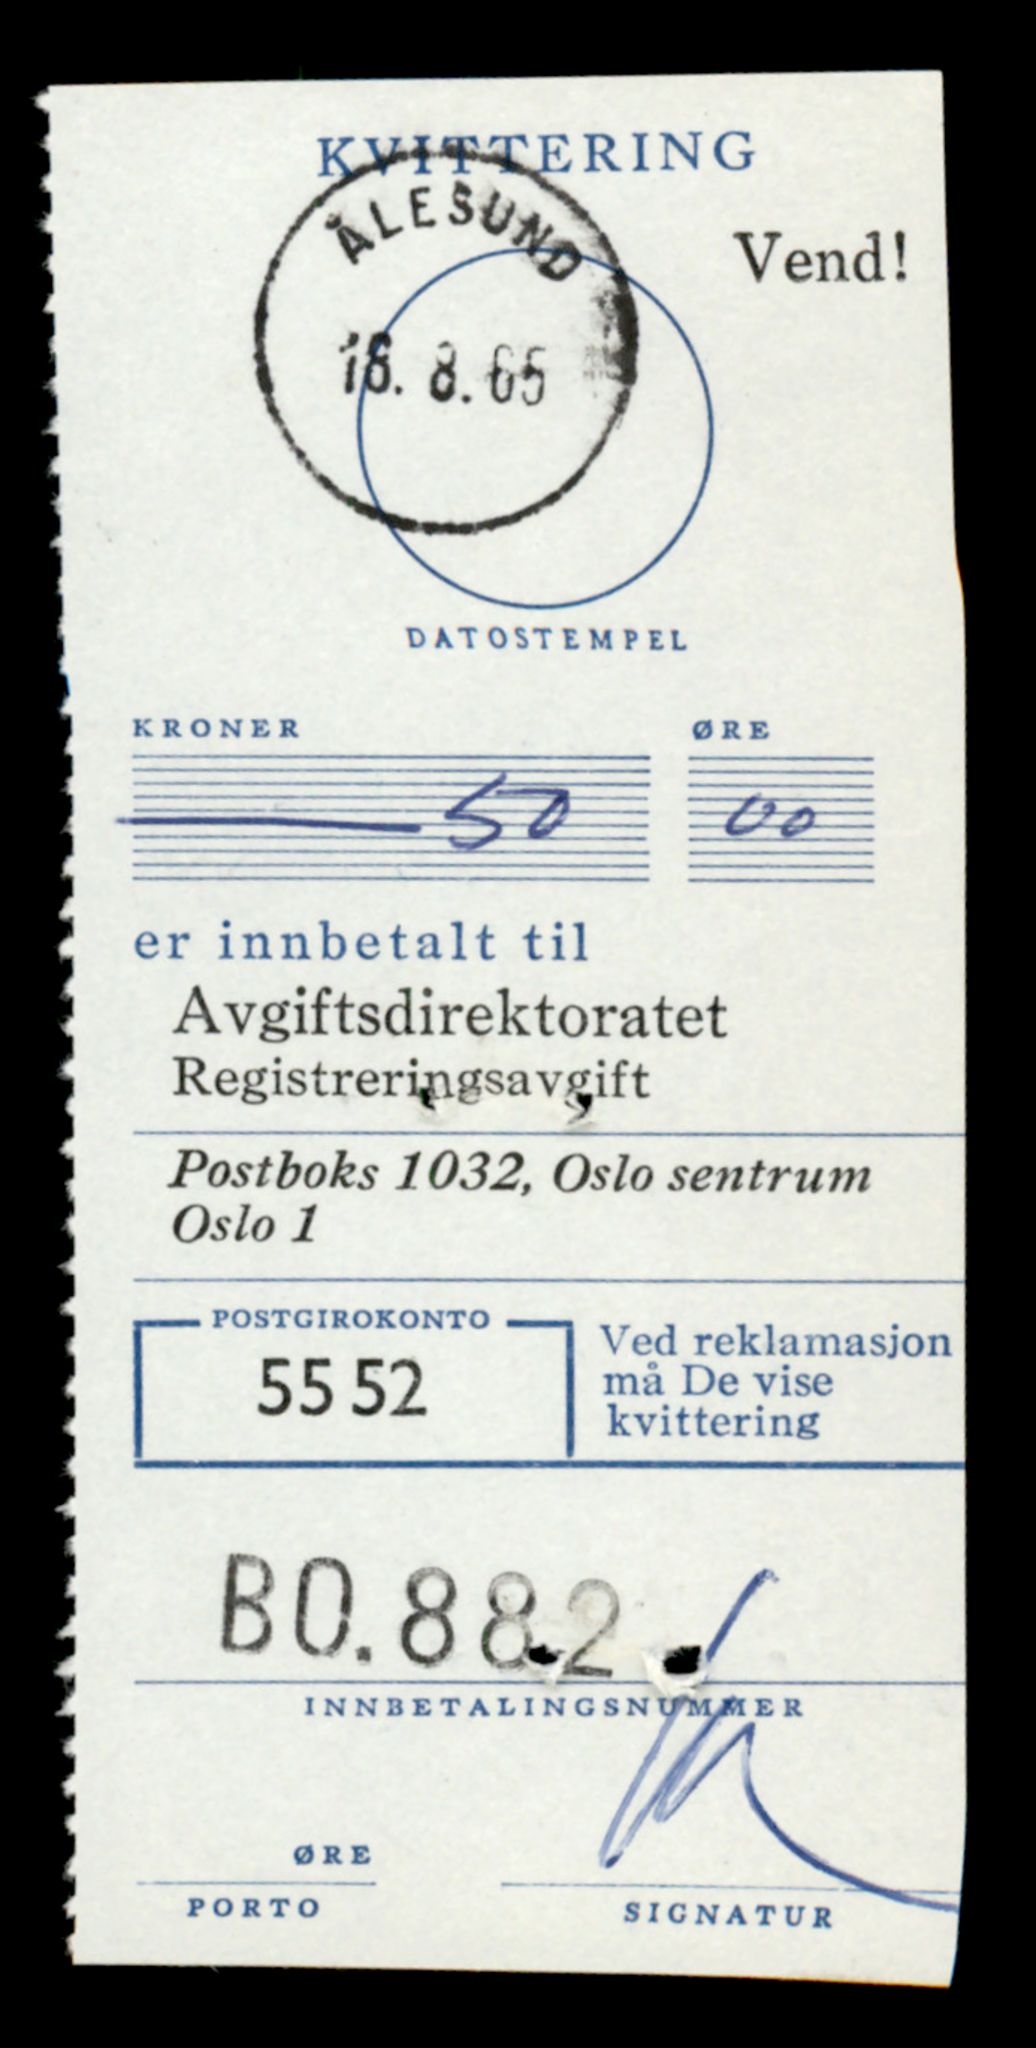 KVITTERING
ÅLESUND
Vend!
18. 8. 65
DATOSTEMPEL
KRONER ØRE
50 00
er innbetalt til
Avgiftsdirektoratet
Registreringsavgift
Postboks 1032, Oslo sentrum
Oslo 1
POSTGIROKONTO
55 52
Ved reklamasjon
må De vise
kvittering
BO.882
INNBETALINGSNUMMER
ØRE
PORTO
SIGNATUR